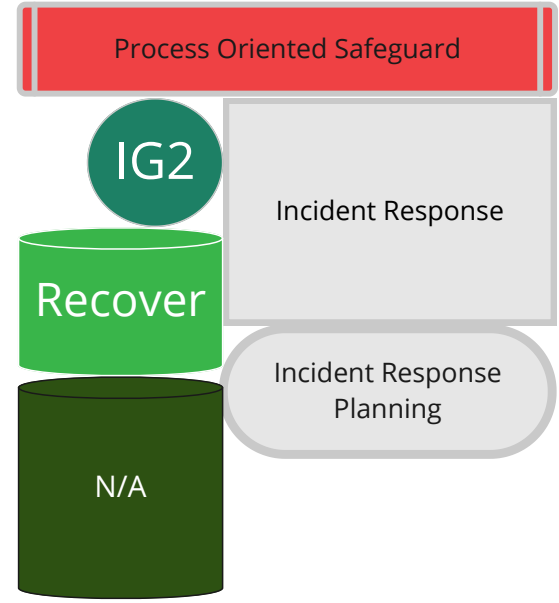 Process Oriented Safeguard
IG2
Incident Response
Recover
Incident Response
Planning
N/A